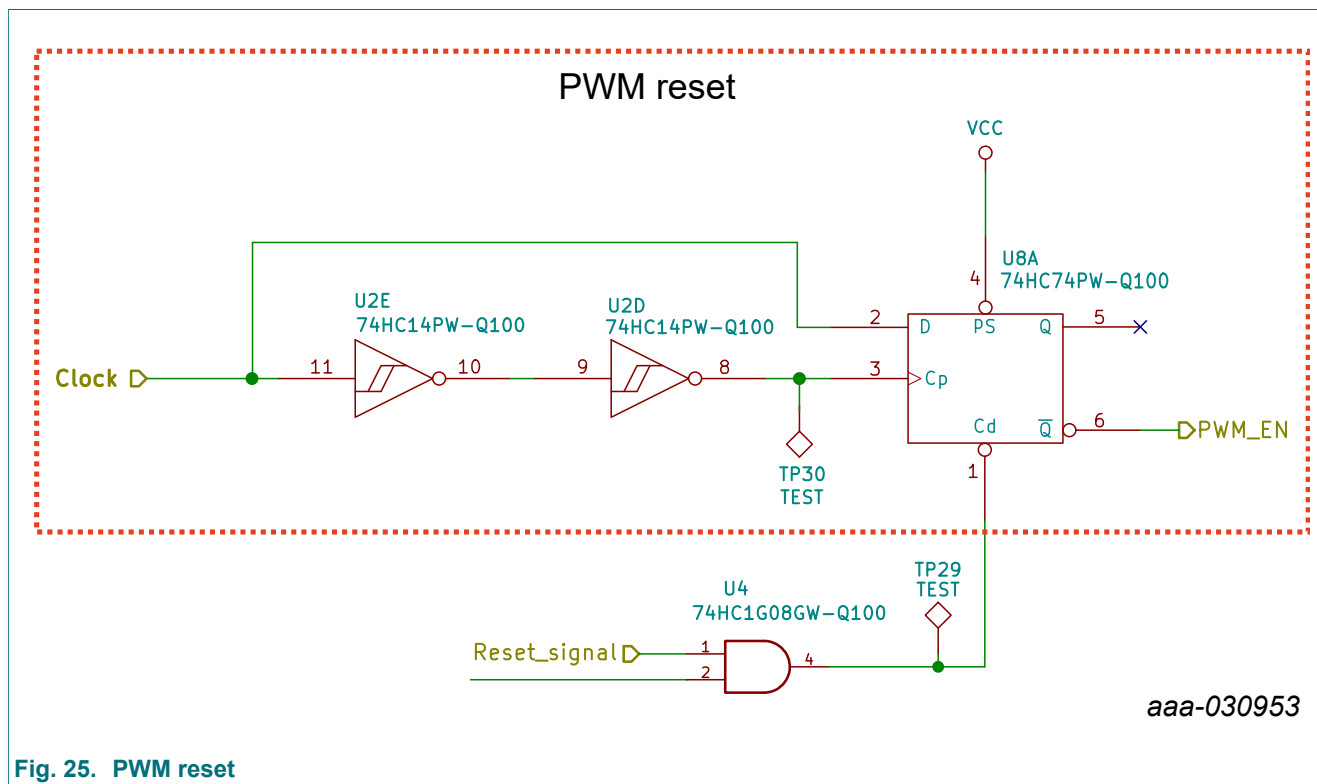 PWM reset
VCC
U8A
74HC74PW-Q100
4
U2E
74HC14PW-Q100
U2D
74HC14PW-Q100
2
D
PS
Q
5
Clock
11
10
9
8
3
Cp
Cd
Q̅
6
PWM_EN
1
TP30
TEST
TP29
TEST
U4
74HC1G08GW-Q100
Reset_signal
1
2
4
aaa-030953
Fig. 25. PWM reset